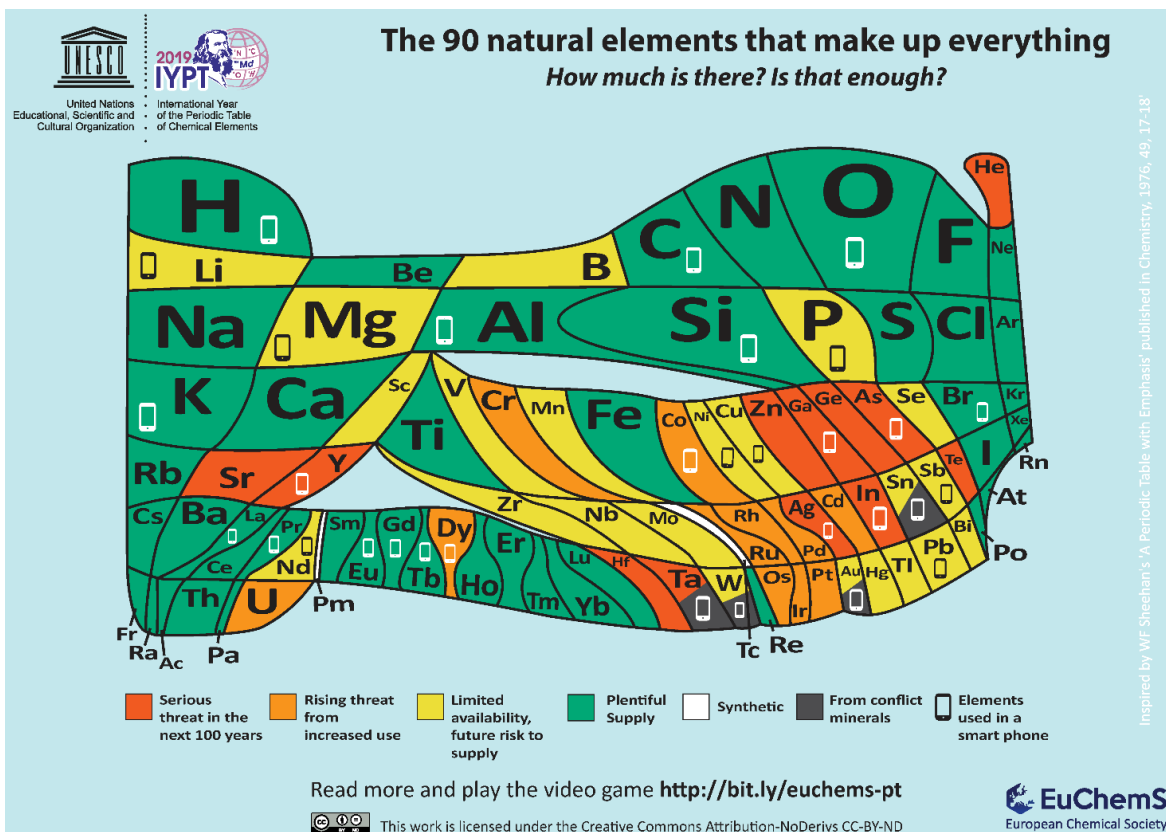 UNESCO
United Nations
Educational, Scientific and
Cultural Organization
2019
IYPT
N C
Md
O W
International Year
of the Periodic Table
of Chemical Elements
The 90 natural elements that make up everything
How much is there? Is that enough?
H
He
Li
Be
B
C
N
O
F
Ne
Na
Mg
Al
Si
P
S
Cl
Ar
K
Ca
Sc
Ti
V
Cr
Mn
Fe
Co
Ni
Cu
Zn
Ga
Ge
As
Se
Br
Kr
Rb
Sr
Y
Zr
Nb
Mo
Tc
Ru
Rh
Pd
Ag
Cd
In
Sn
Sb
Te
I
Xe
Cs
Ba
La
Ce
Pr
Nd
Pm
Sm
Eu
Gd
Tb
Dy
Ho
Er
Tm
Yb
Lu
Hf
Ta
W
Re
Os
Ir
Pt
Au
Hg
Tl
Pb
Bi
Po
At
Rn
Fr
Ra
Ac
Th
Pa
U
Serious
threat in the
next 100 years
Rising threat
from
increased use
Limited
availability,
future risk to
supply
Plentiful
Supply
Synthetic
From conflict
minerals
Elements
used in a
smart phone
Read more and play the video game http://bit.ly/euchems-pt
cc
BY ND
This work is licensed under the Creative Commons Attribution-NoDerivs CC-BY-ND
EuChemS
European Chemical Society
Inspired by WF Sheehan's 'A Periodic Table with Emphasis' published in Chemistry, 1976, 49, 17-18'